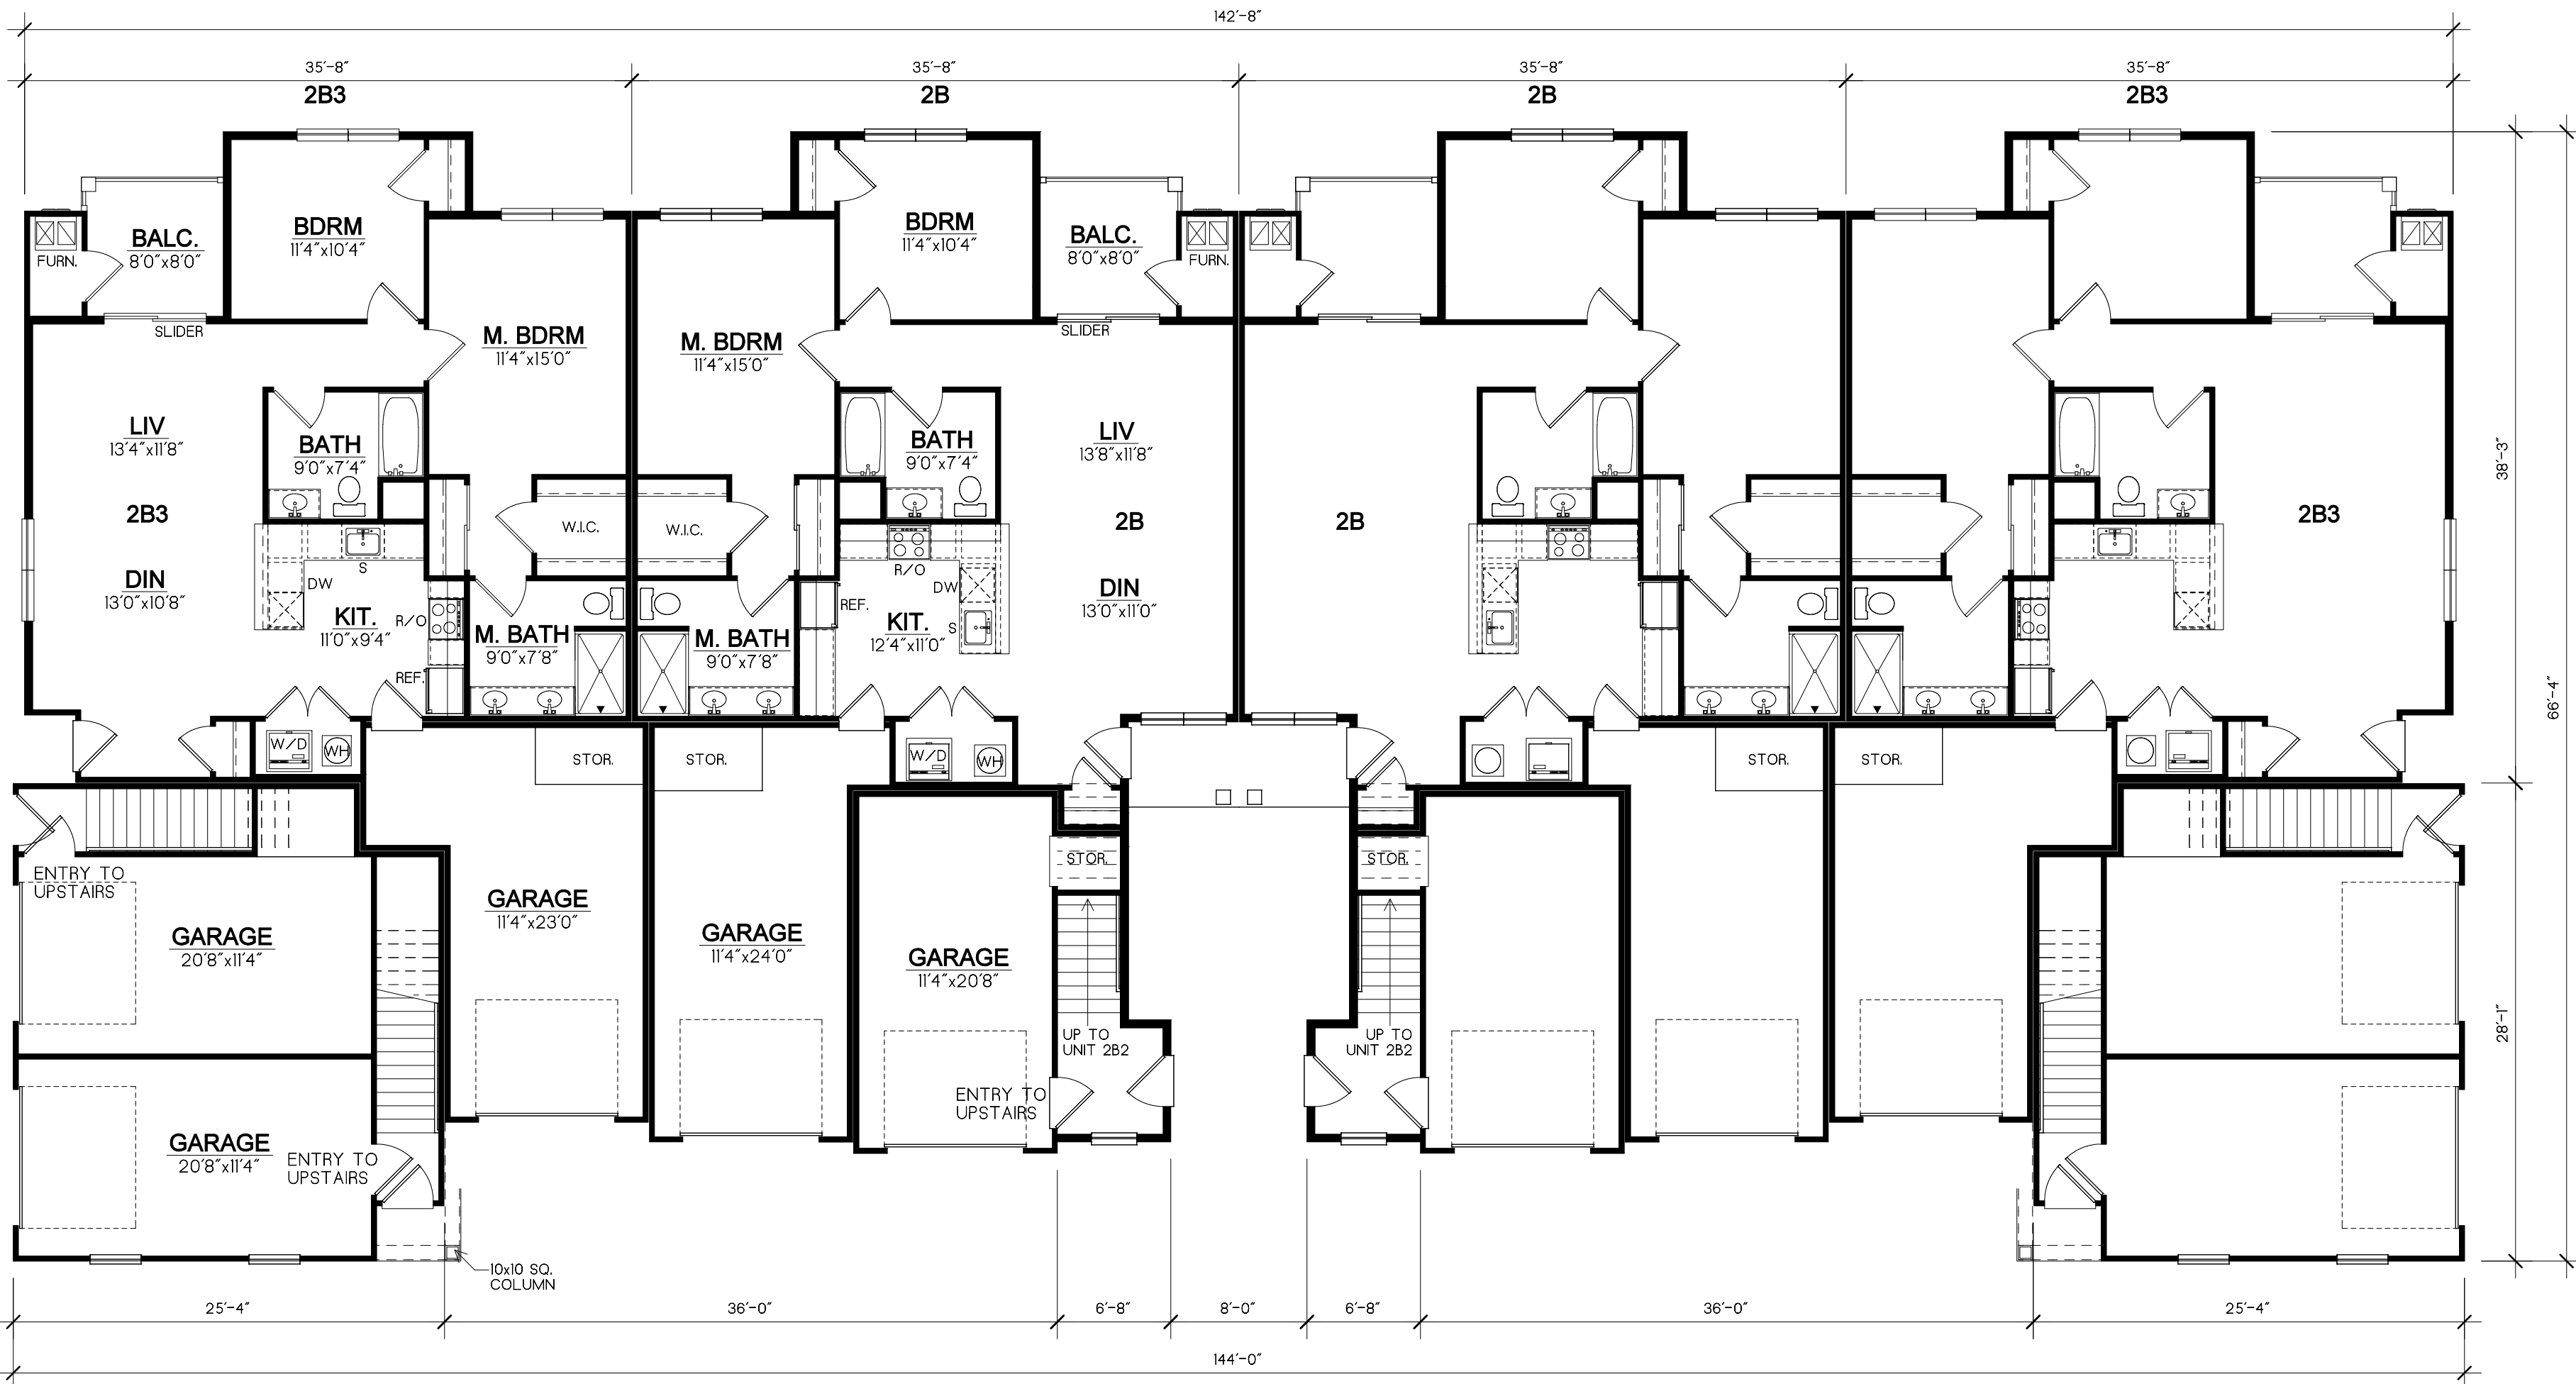 142'-8"
35'-8"
35'-8"
35'-8"
35'-8"
2B3
2B
2B
2B3
BDRM
11'4"x10'4"
BALC.
8'0"x8'0"
FURN.
SLIDER
M. BDRM
11'4"x15'0"
LIV
13'4"x11'8"
BATH
9'0"x7'4"
2B3
W.I.C.
S
DW
DIN
13'0"x10'8"
KIT.
11'0"x9'4"
R/O
M. BATH
9'0"x7'8"
REF.
W/D
WH
STOR.
BDRM
11'4"x10'4"
BALC.
8'0"x8'0"
FURN.
SLIDER
M. BDRM
11'4"x15'0"
LIV
13'8"x11'8"
BATH
9'0"x7'4"
2B
W.I.C.
R/O
DW
DIN
13'0"x11'0"
REF.
KIT.
12'4"x11'0"
S
M. BATH
9'0"x7'8"
STOR.
W/D
WH
2B
2B3
STOR.
STOR.
38'-3"
66'-4"
28'-1"
ENTRY TO
UPSTAIRS
GARAGE
20'8"x11'4"
GARAGE
20'8"x11'4"
ENTRY TO
UPSTAIRS
GARAGE
11'4"x23'0"
GARAGE
11'4"x24'0"
GARAGE
11'4"x20'8"
STOR.
STOR.
UP TO
UNIT 2B2
UP TO
UNIT 2B2
ENTRY TO
UPSTAIRS
10x10 SQ.
COLUMN
25'-4"
36'-0"
6'-8"
8'-0"
6'-8"
36'-0"
25'-4"
144'-0"